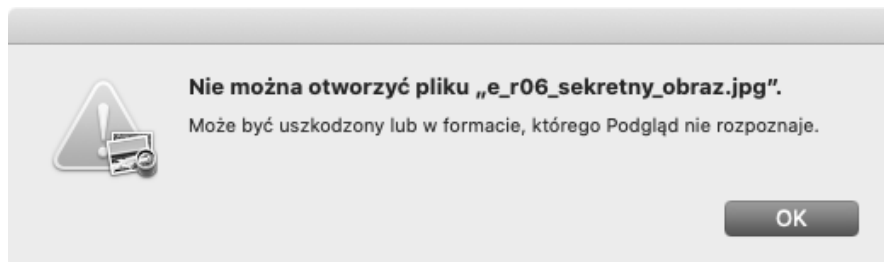 Nie można otworzyć pliku „e_r06_sekretny_obraz.jpg”.
Może być uszkodzony lub w formacie, którego Podgląd nie rozpoznaje.
OK